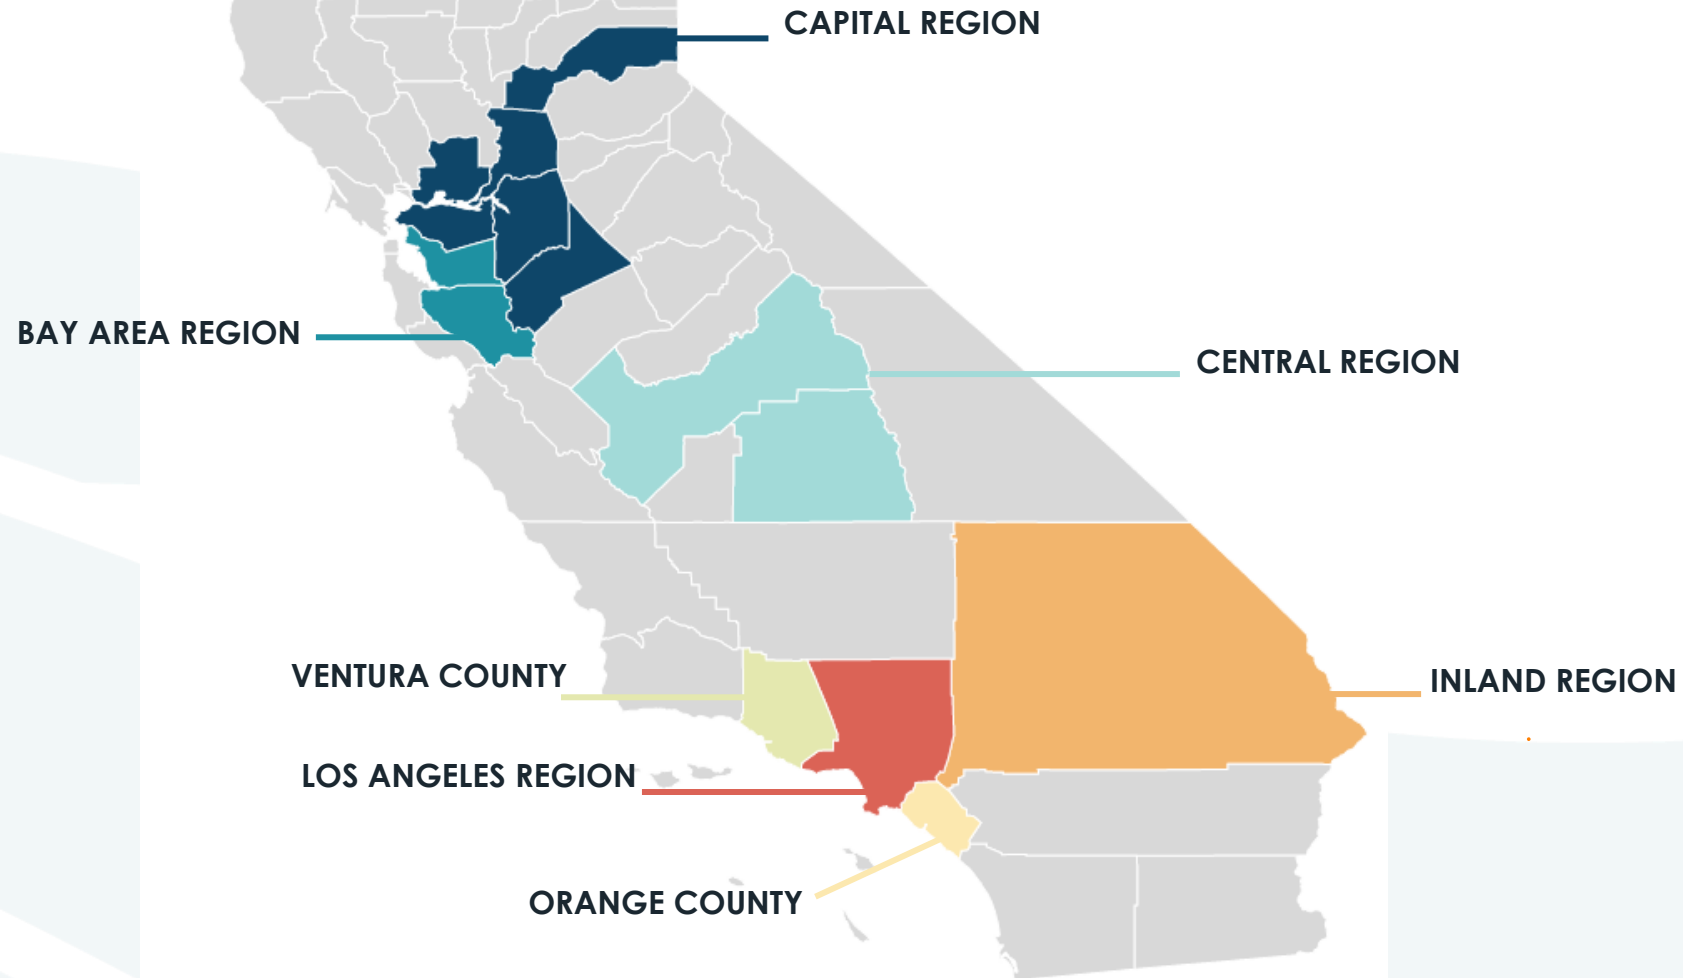 CAPITAL REGION
BAY AREA REGION
CENTRAL REGION
VENTURA COUNTY
INLAND REGION
LOS ANGELES REGION
ORANGE COUNTY